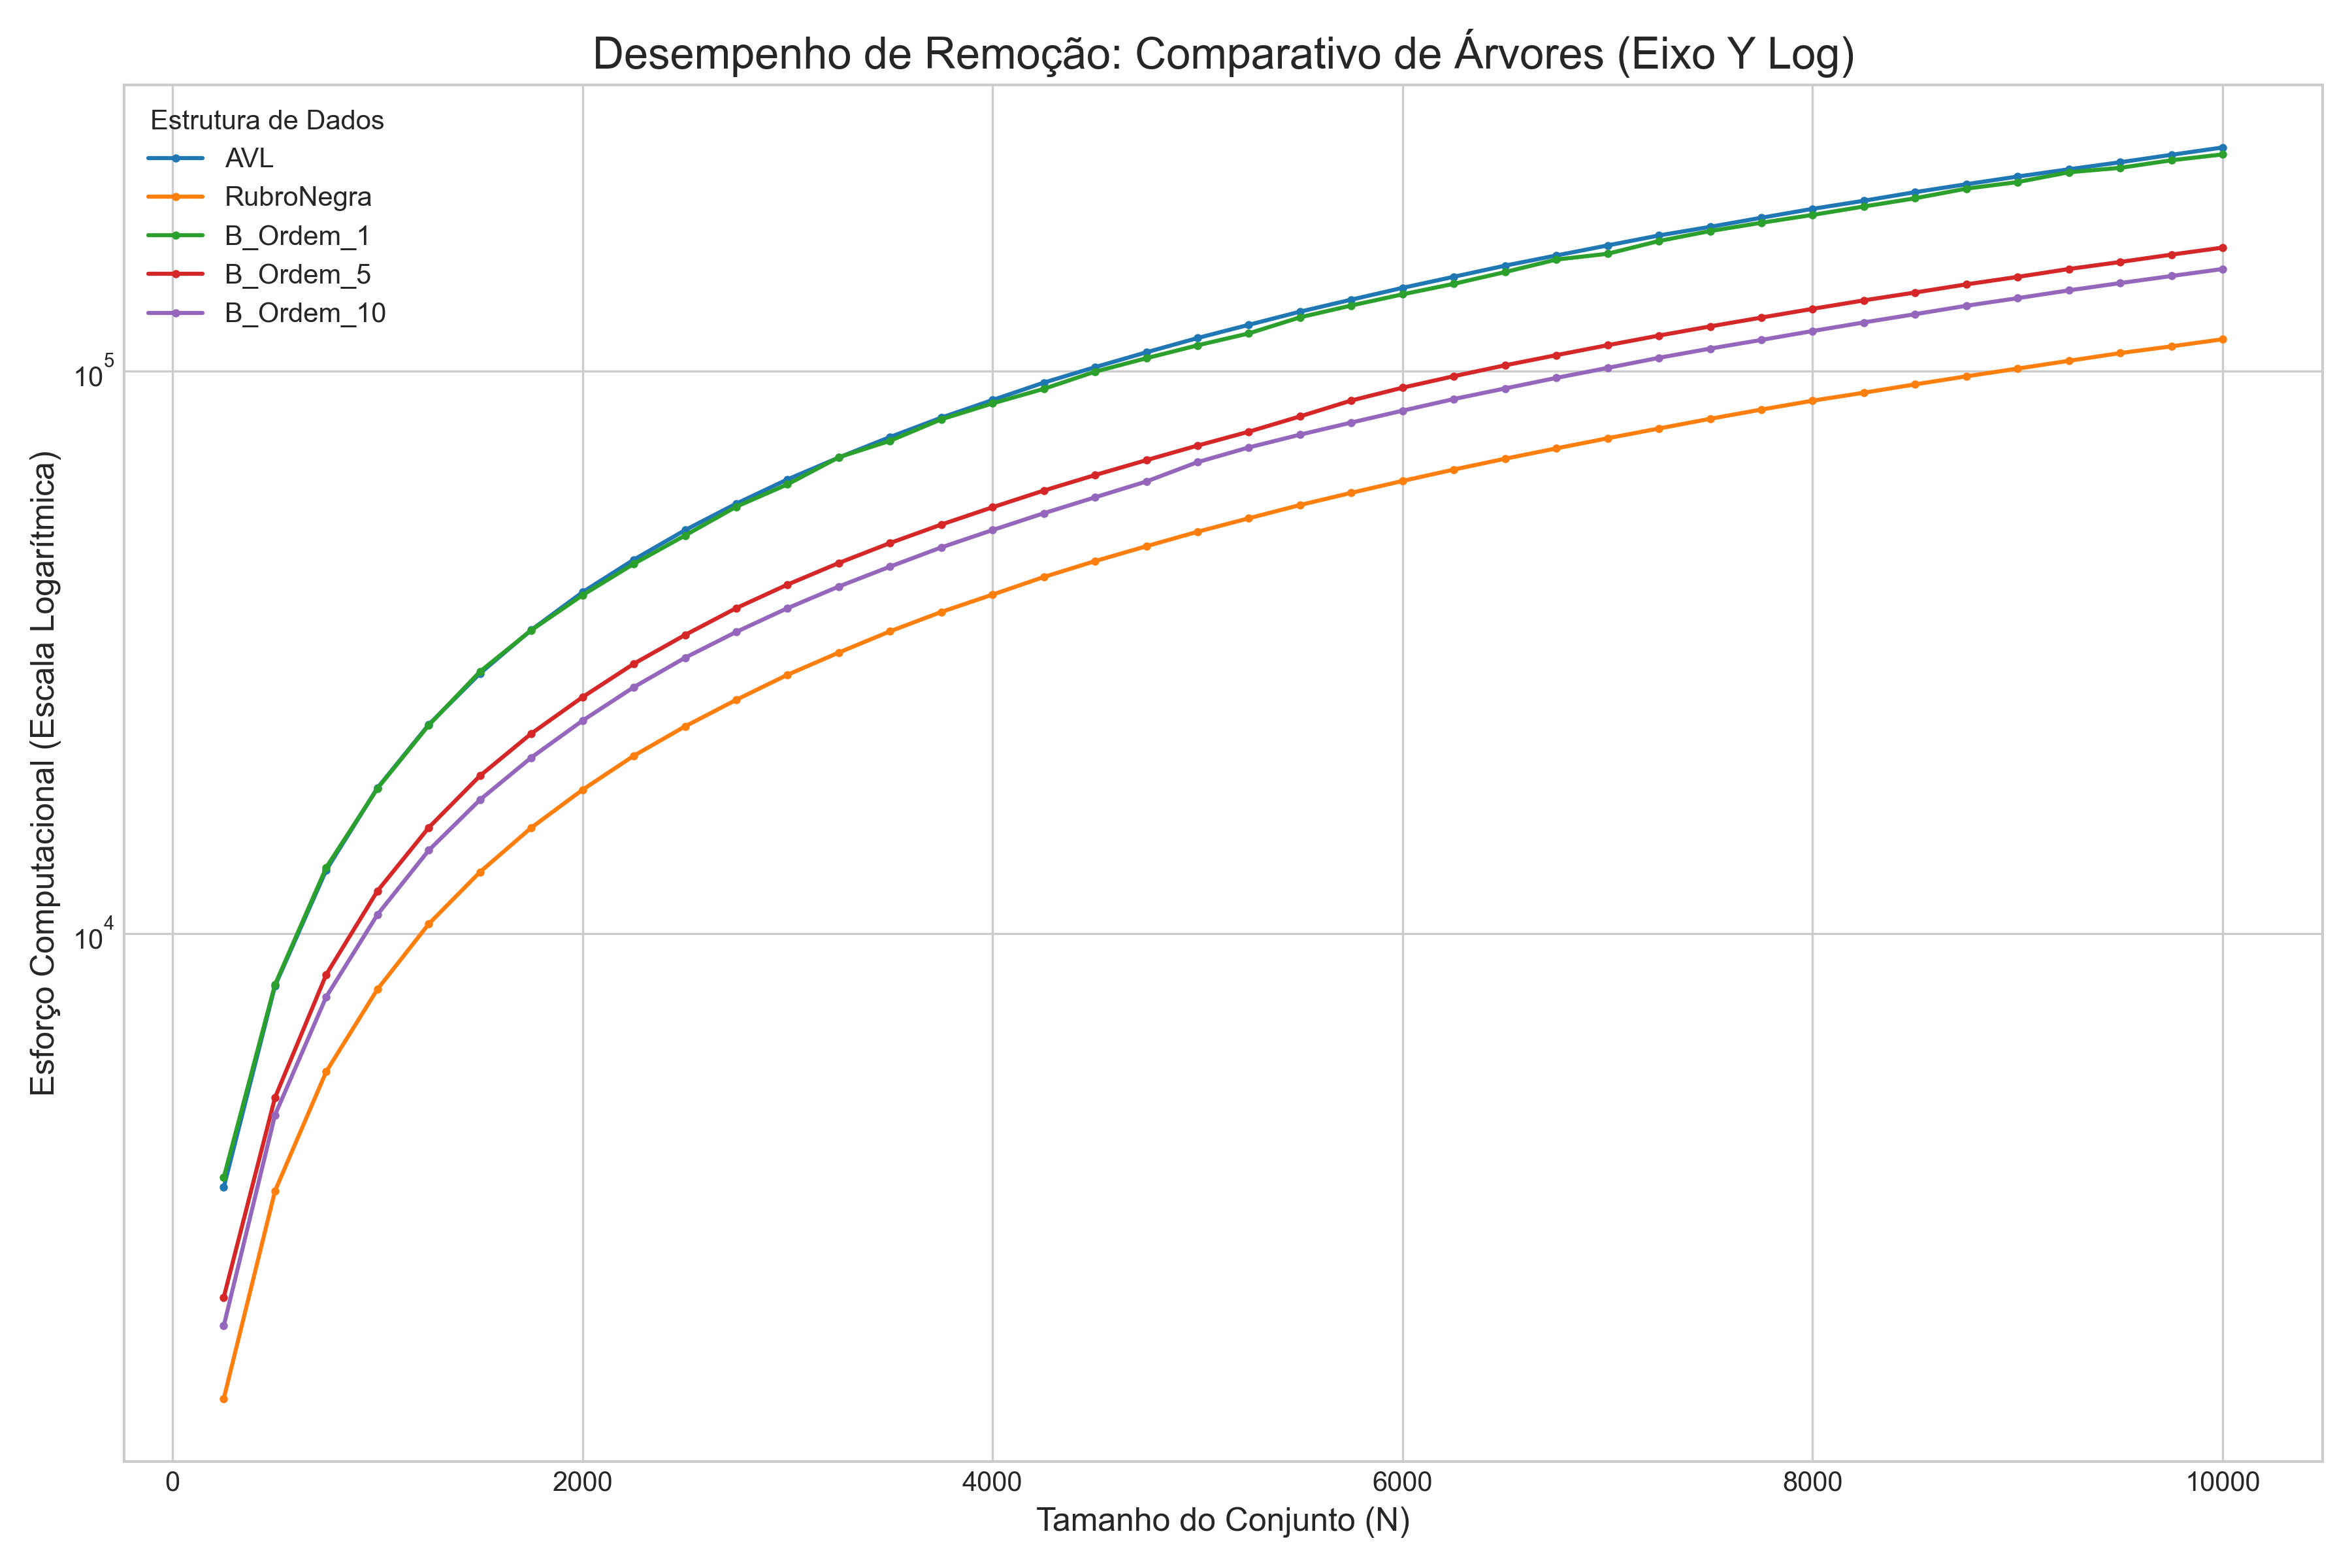 Desempenho de Remoção: Comparativo de Árvores (Eixo Y Log)
Estrutura de Dados
AVL
RubroNegra
B_Ordem_1
B_Ordem_5
B_Ordem_10
10^5
10^4
Esforço Computacional (Escala Logarítmica)
0 2000 4000 6000 8000 10000
Tamanho do Conjunto (N)